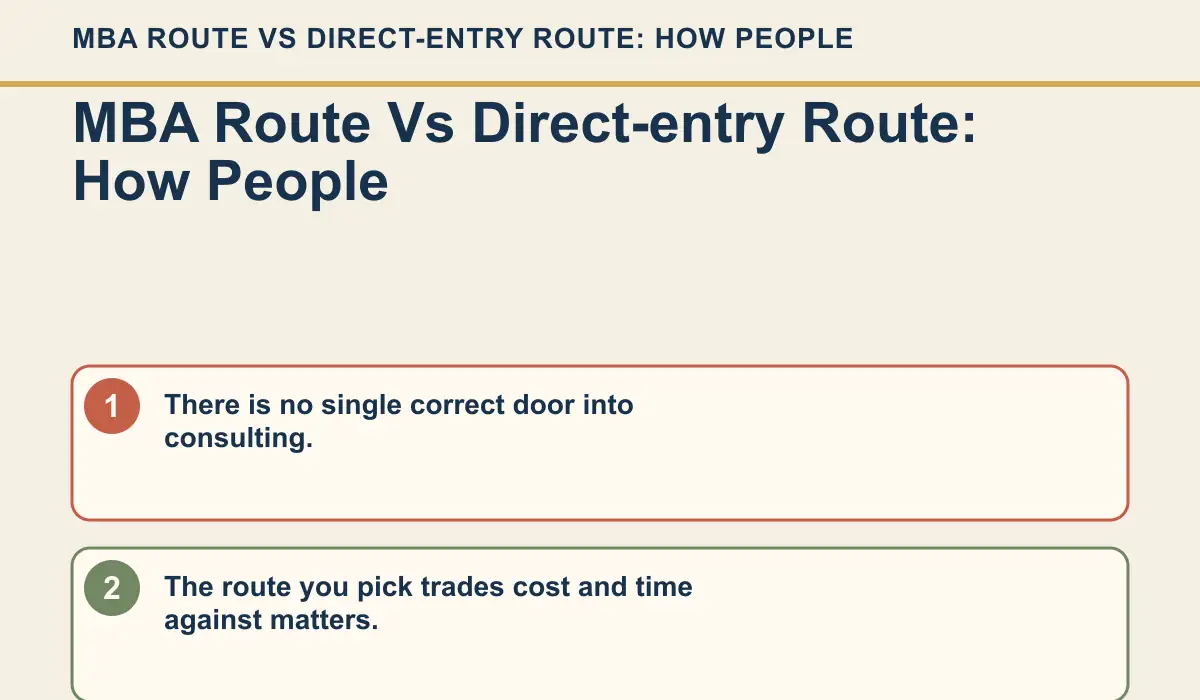 MBA ROUTE VS DIRECT-ENTRY ROUTE: HOW PEOPLE
MBA Route Vs Direct-entry Route:
How People
1
There is no single correct door into
consulting.
2
The route you pick trades cost and time
against matters.